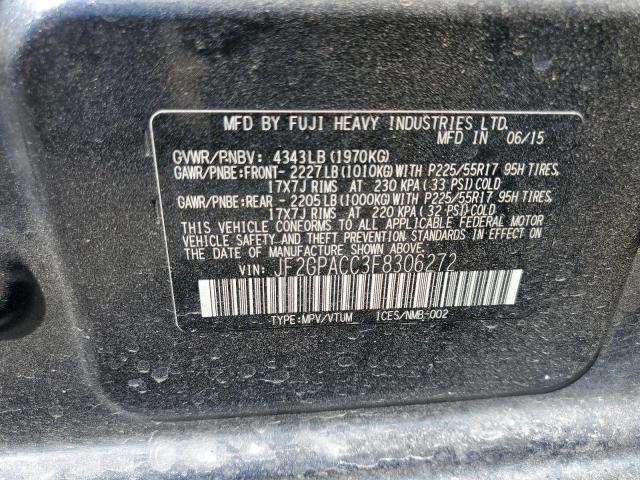 MFD BY FUJI HEAVY INDUSTRIES LTD.
MFD IN 06/15
GVWR/PNBV: 4343LB (1970KG)
GAWR/PNBE:FRONT- 2227LB (1010KG) WITH P225/55R17 95H TIRES,
17X7J RIMS AT 230 KPA (33 PSI) COLD
GAWR/PNBE:REAR - 2205LB (1000KG) WITH P225/55R17 95H TIRES,
17X7J RIMS AT 220 KPA (32 PSI) COLD
THIS VEHICLE CONFORMS TO ALL APPLICABLE FEDERAL MOTOR
VEHICLE SAFETY AND THEFT PREVENTION STANDARDS IN EFFECT ON
THE DATE OF MANUFACTURE SHOWN ABOVE.
VIN: JF2GPACC3F8306272
TYPE:MPV/VTUM ICES/NMB-002